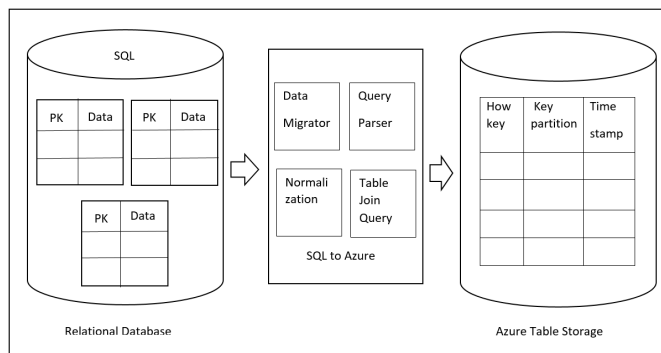 SQL
PK Data
PK Data
PK Data
Relational Database
Data
Migrator
Query
Parser
Normali
zation
Table
Join
Query
SQL to Azure
How
key
Key
partition
Time
stamp
Azure Table Storage